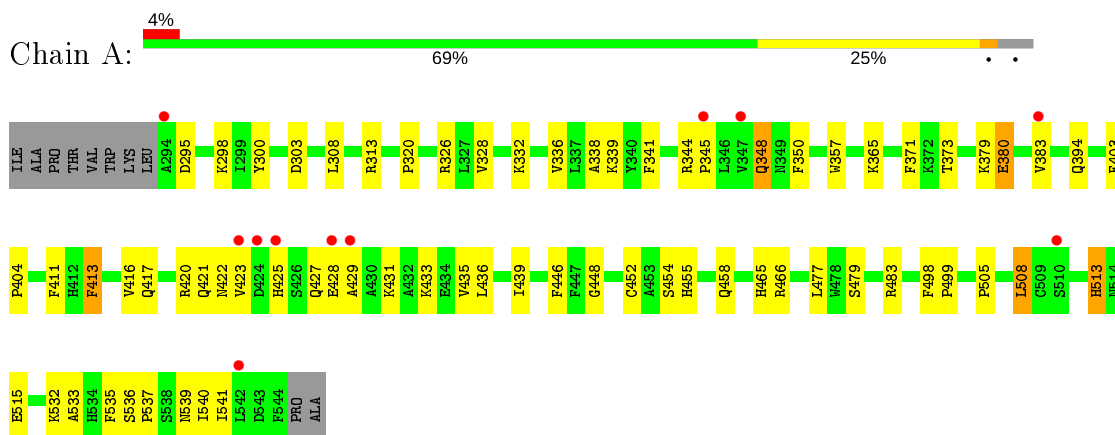 4%
Chain A:
69% 25% • •
ILE ALA PRO THR VAL TRP LYS LEU A294 D295 K298 I299 Y300 D303 L308 R313 P320 R326 L327 V328 K332 V336 L337 A338 K339 Y340 F341 R344 P345 L346 V347 Q348 N349 F350 W357 K365 F371 K372 T373 K379 E380 V383 Q394
P404 F411 H412 F413 V416 Q417 R420 Q421 N422 V423 D424 H425 S426 Q427 E428 A429 A430 K431 A432 K433 E434 V435 L436 I439 F446 F447 G448 C452 A453 S454 H455 Q458 H465 R466 L477 W478 S479 R483 F498 P499 P505 L508 C509 S510 H513 N514
E515 K532 A533 H534 F535 S536 P537 S538 N539 I540 I541 L542 D543 F544 PRO ALA